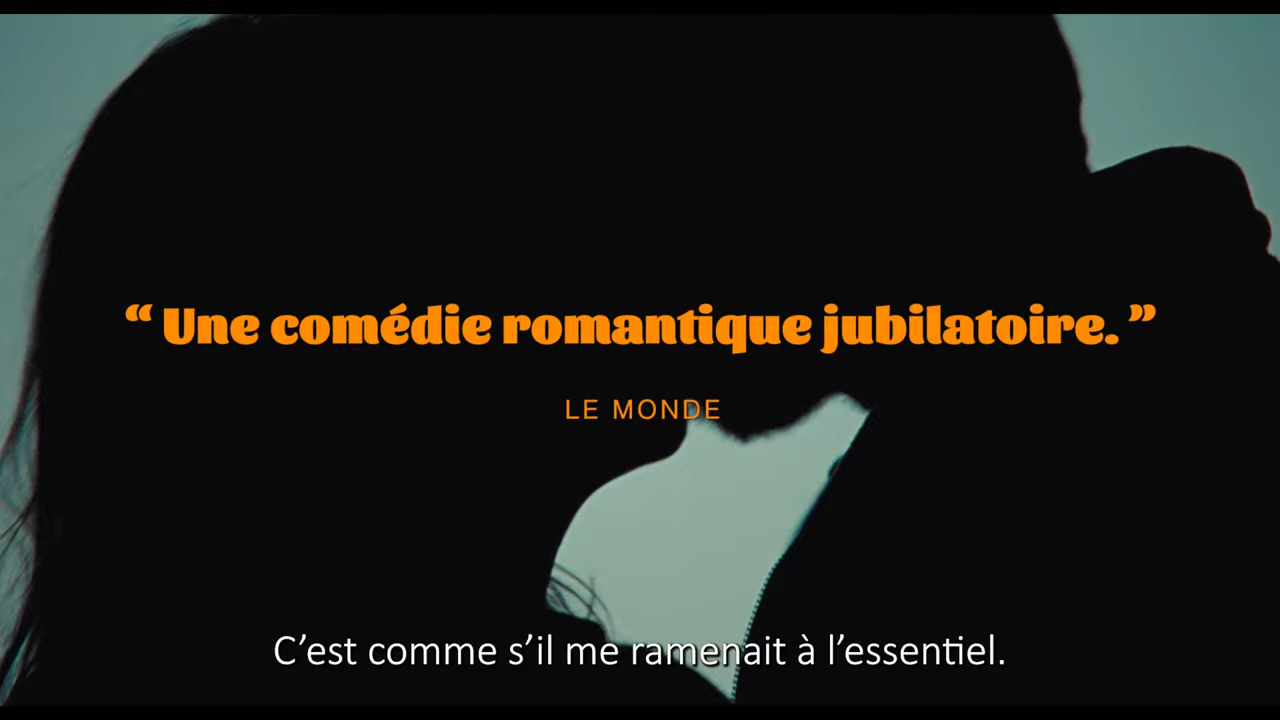 “ Une comédie romantique jubilatoire. ”
LE MONDE
C’est comme s’il me ramenait à l’essentiel.